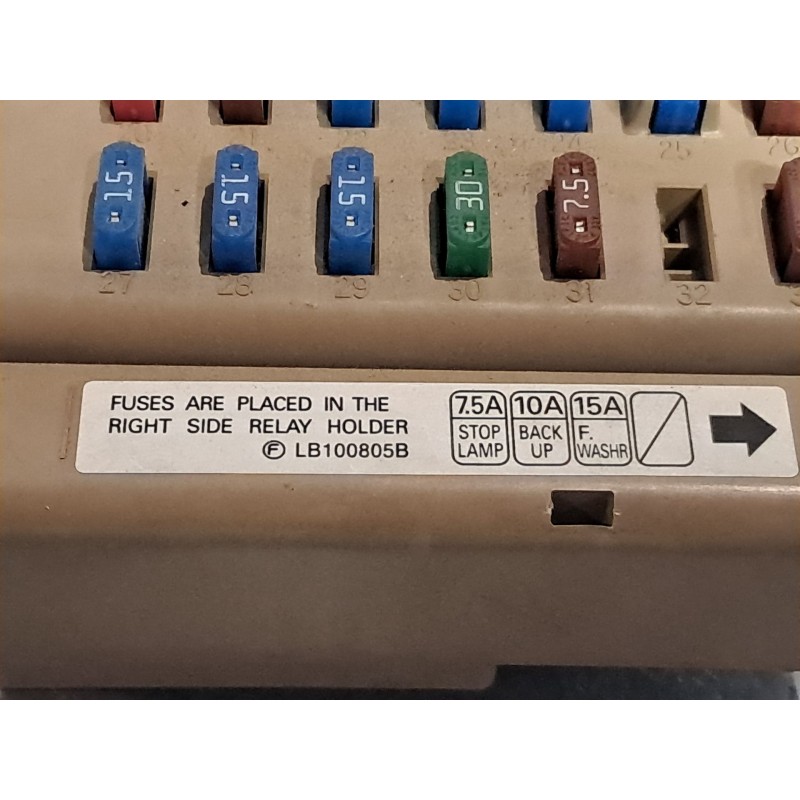 25
26
15
15
15
30
7.5
27
28
29
30
31
32
FUSES ARE PLACED IN THE
RIGHT SIDE RELAY HOLDER
Ⓕ LB100805B
7.5A 10A 15A
STOP BACK F.
LAMP UP WASHR